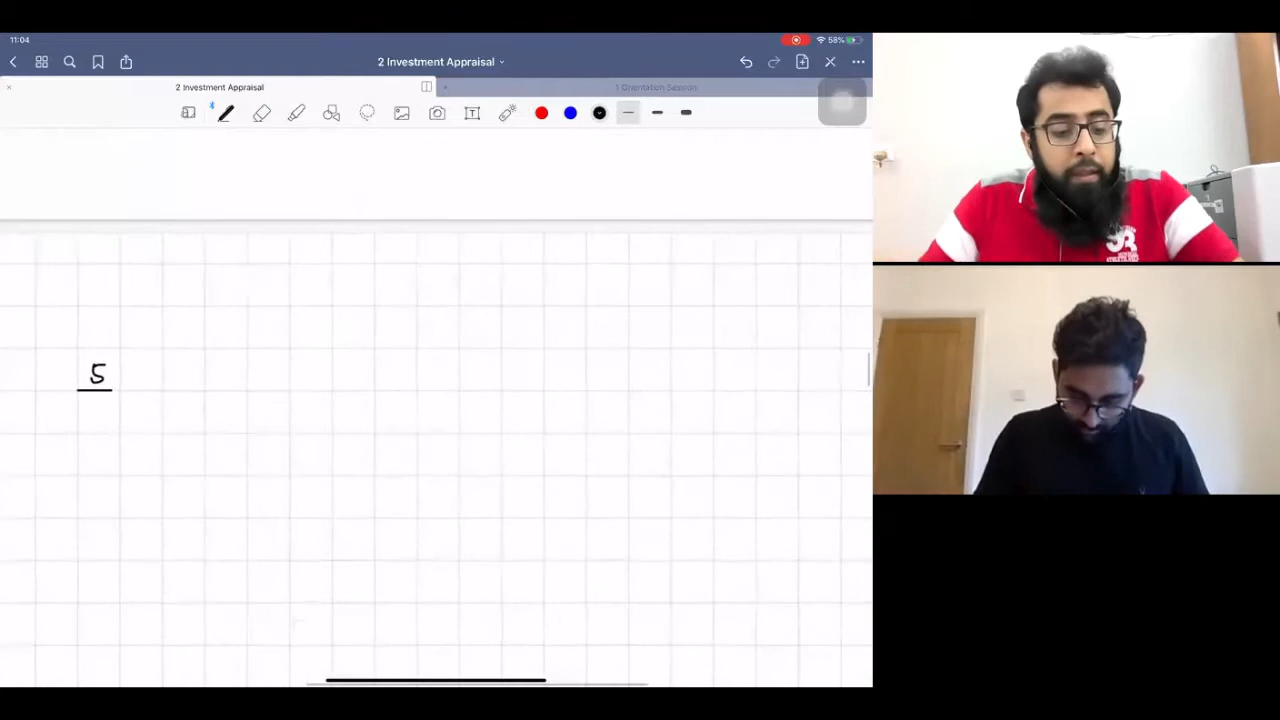 11:04
58%
2 Investment Appraisal
2 Investment Appraisal
1 Orientation Session
T
5